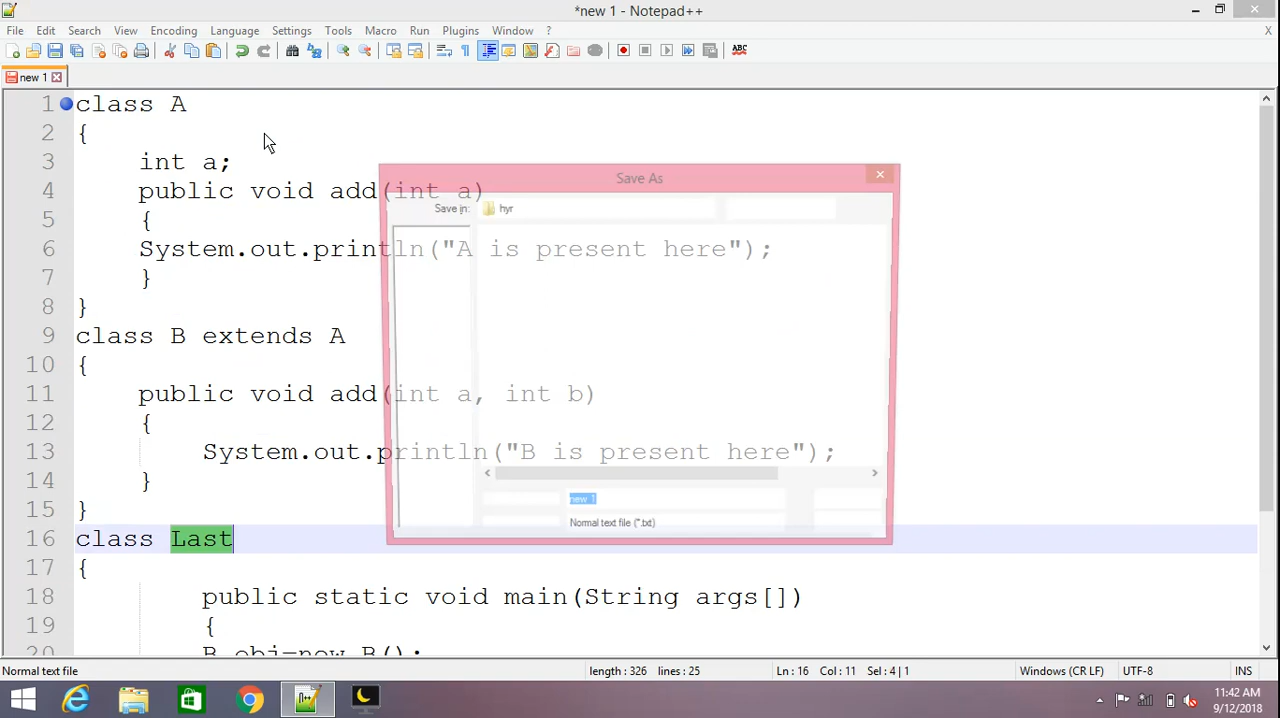 *new 1 - Notepad++
File Edit Search View Encoding Language Settings Tools Macro Run Plugins Window ? X
ABC
new 1
1 class A
2 {
3 int a;
4 public void add(int a)
5 {
6 System.out.println("A is present here");
7 }
8 }
9 class B extends A
10 {
11 public void add(int a, int b)
12 {
13 System.out.println("B is present here");
14 }
15 }
16 class Last
17 {
18 public static void main(String args[])
19 {
20 B obj=new B();
Save As
Save in: hyr
new 1
Normal text file (*.txt)
Normal text file length : 326 lines : 25 Ln : 16 Col : 11 Sel : 4 | 1 Windows (CR LF) UTF-8 INS
11:42 AM
9/12/2018